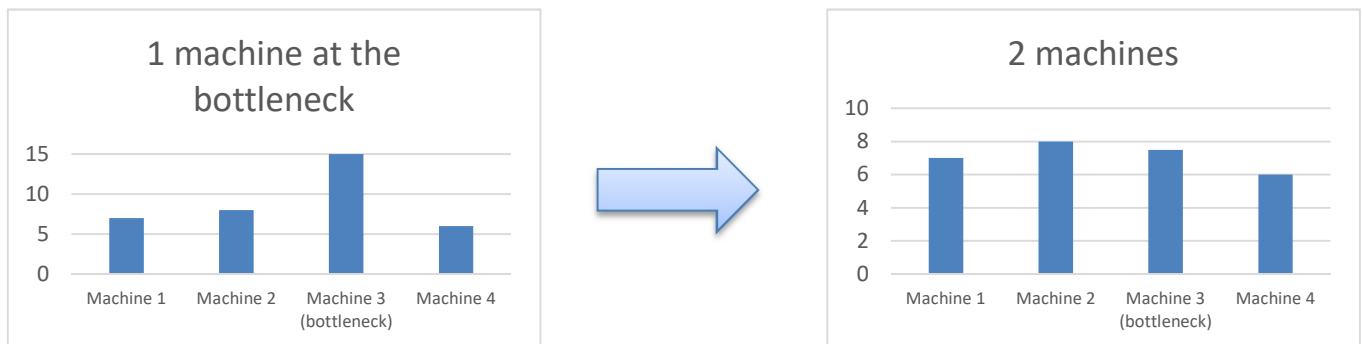 1 machine at the
bottleneck
15
10
5
0
Machine 1 Machine 2 Machine 3 Machine 4
(bottleneck)
2 machines
10
8
6
4
2
0
Machine 1 Machine 2 Machine 3 Machine 4
(bottleneck)